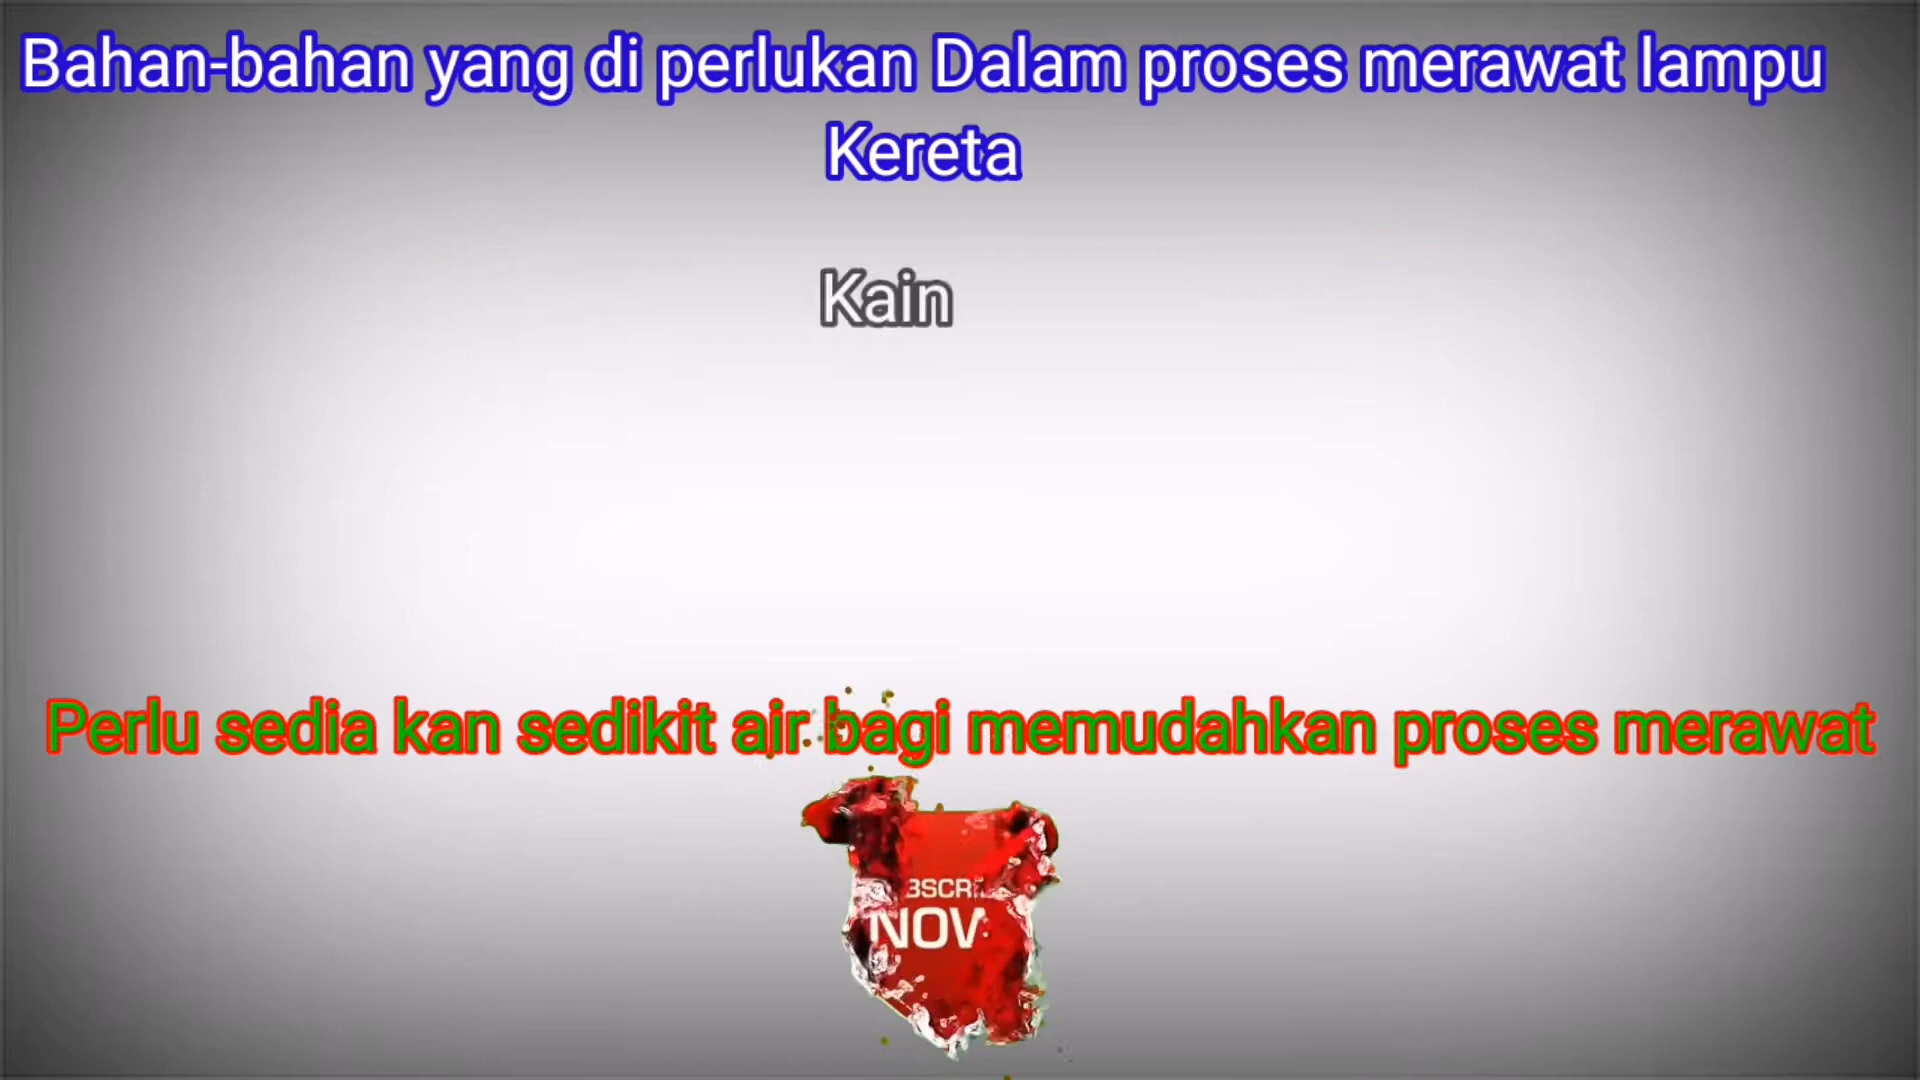 Bahan-bahan yang di perlukan Dalam proses merawat lampu
Kereta
Kain
Perlu sedia kan sedikit air bagi memudahkan proses merawat